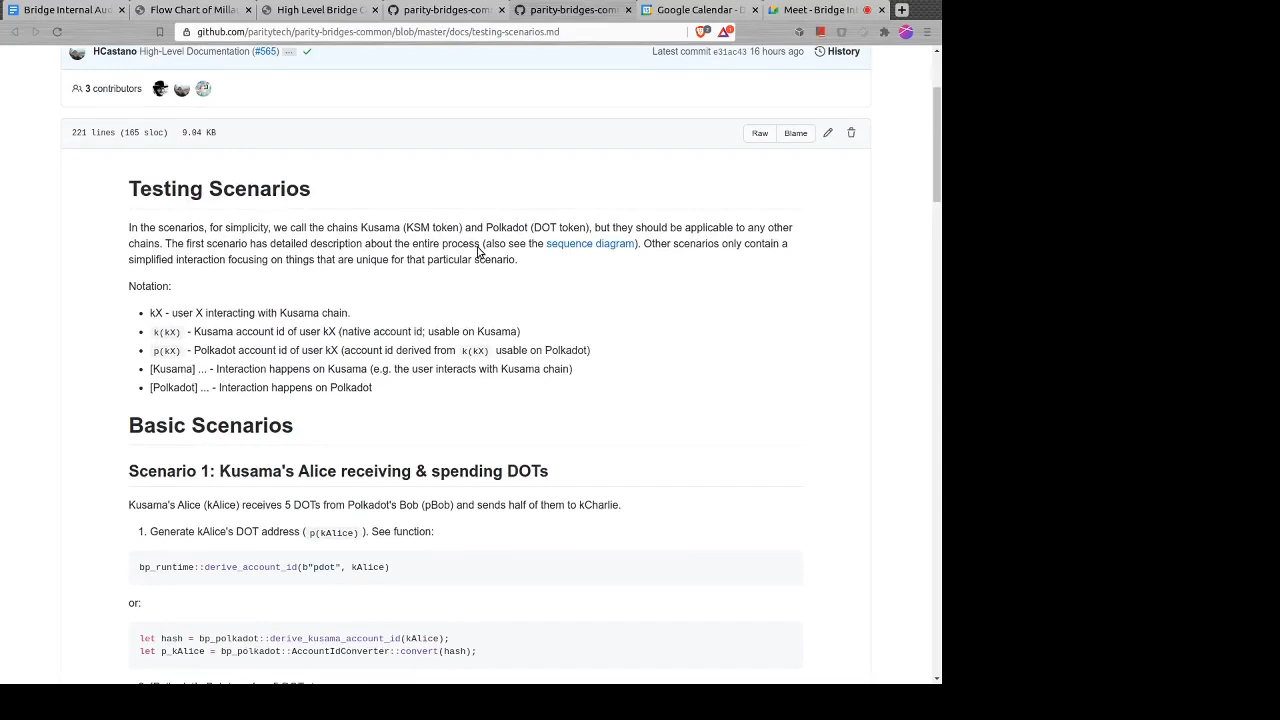 Bridge Internal Aud
Flow Chart of Millau
High Level Bridge C
parity-bridges-com
parity-bridges-com
Google Calendar - D
Meet - Bridge In
github.com/paritytech/parity-bridges-common/blob/master/docs/testing-scenarios.md
HCastano High-Level Documentation (#565) ...
Latest commit e31ac43 16 hours ago
History
3 contributors
221 lines (165 sloc) 9.04 KB
Raw
Blame
Testing Scenarios
In the scenarios, for simplicity, we call the chains Kusama (KSM token) and Polkadot (DOT token), but they should be applicable to any other
chains. The first scenario has detailed description about the entire process (also see the sequence diagram). Other scenarios only contain a
simplified interaction focusing on things that are unique for that particular scenario.
Notation:
• kX - user X interacting with Kusama chain.
• k(kX) - Kusama account id of user kX (native account id; usable on Kusama)
• p(kX) - Polkadot account id of user kX (account id derived from k(kX) usable on Polkadot)
• [Kusama] ... - Interaction happens on Kusama (e.g. the user interacts with Kusama chain)
• [Polkadot] ... - Interaction happens on Polkadot
Basic Scenarios
Scenario 1: Kusama's Alice receiving & spending DOTs
Kusama's Alice (kAlice) receives 5 DOTs from Polkadot's Bob (pBob) and sends half of them to kCharlie.
1. Generate kAlice's DOT address ( p(kAlice) ). See function:
bp_runtime::derive_account_id(b"pdot", kAlice)
or:
let hash = bp_polkadot::derive_kusama_account_id(kAlice);
let p_kAlice = bp_polkadot::AccountIdConverter::convert(hash);